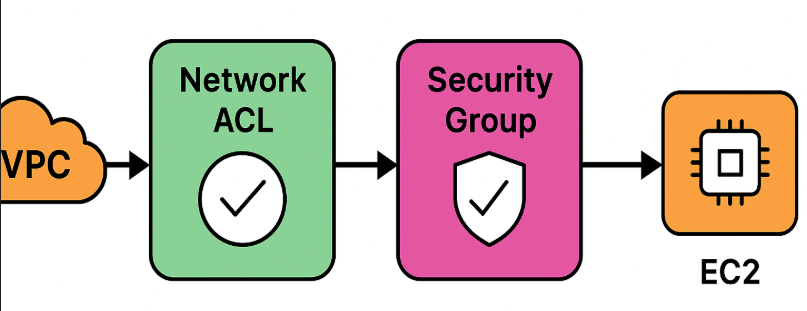 VPC
Network
ACL
Security
Group
EC2